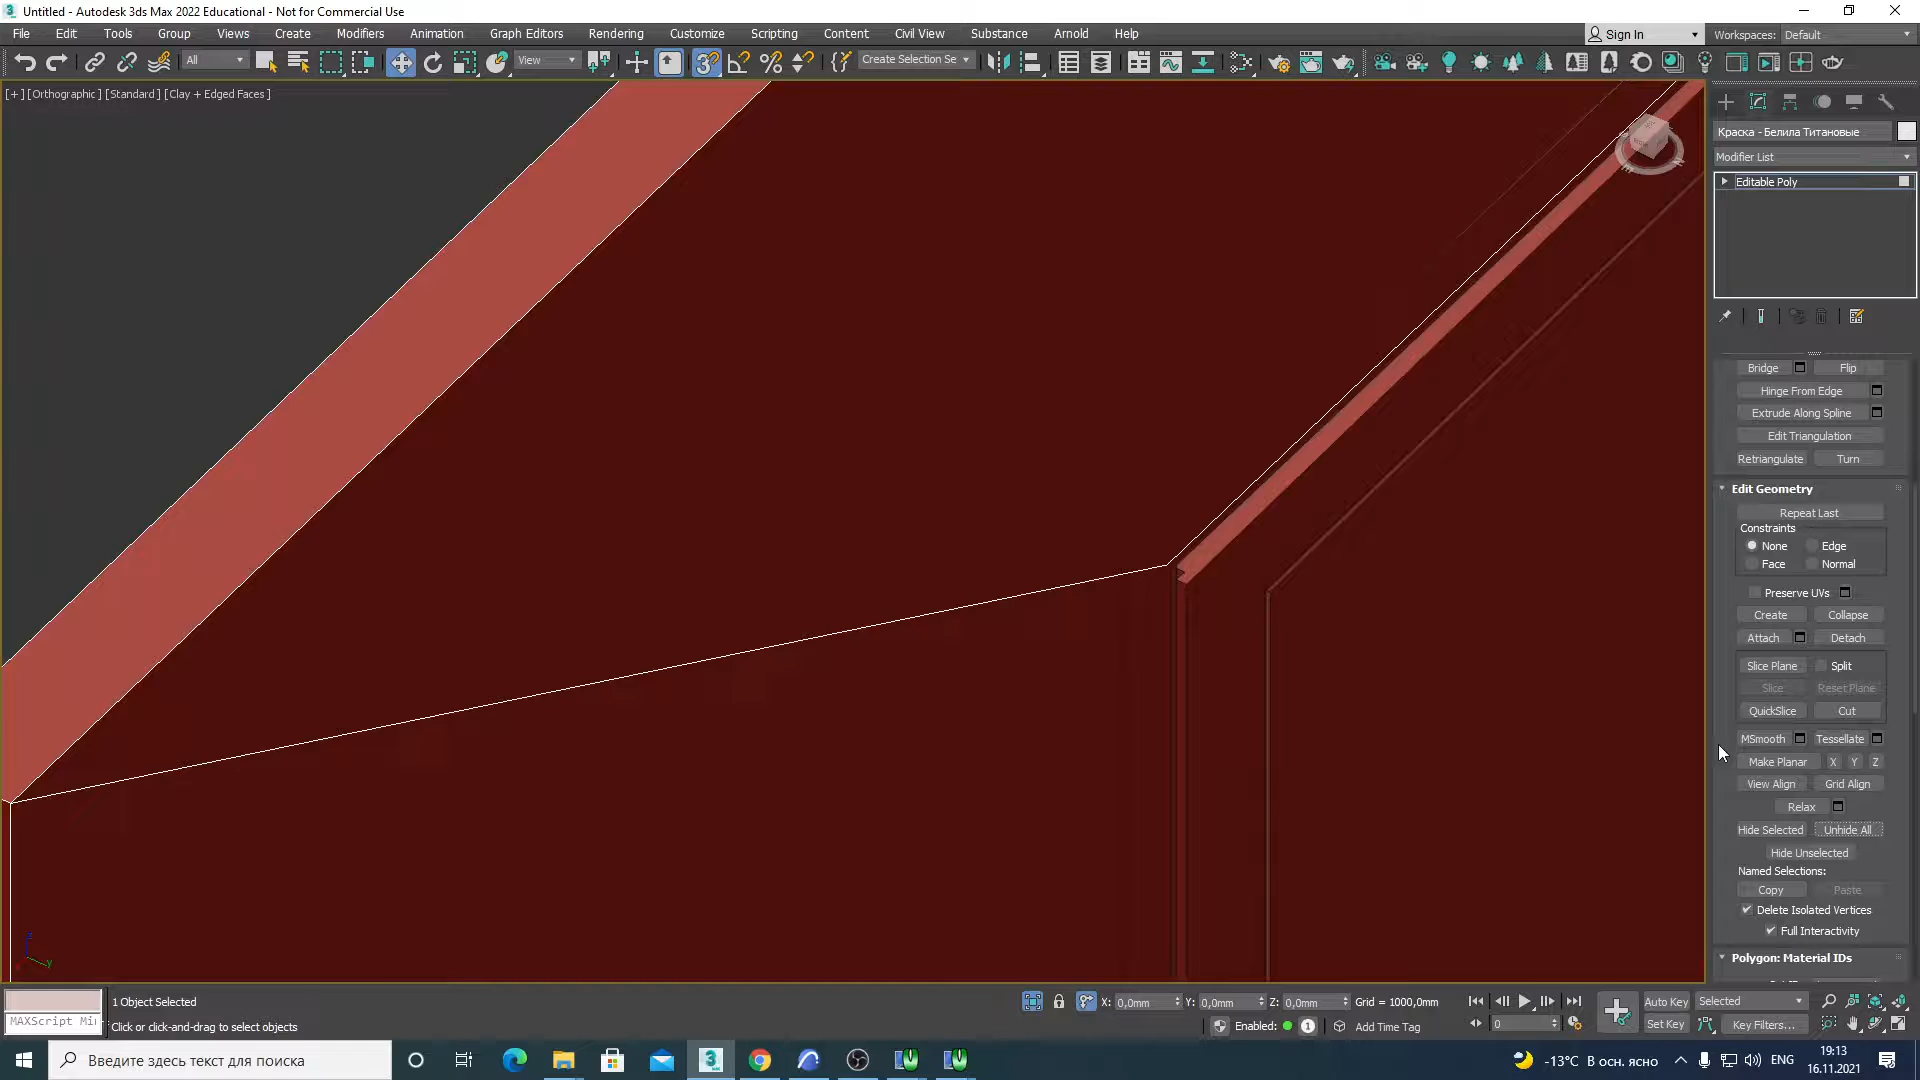 Untitled - Autodesk 3ds Max 2022 Educational - Not for Commercial Use
File Edit Tools Group Views Create Modifiers Animation Graph Editors Rendering Customize Scripting Content Civil View Substance Arnold Help
Sign In
Workspaces: Default
All
View
Create Selection Se
[+] [Orthographic] [Standard] [Clay + Edged Faces]
Краска - Белила Титановые
Modifier List
Editable Poly
Bridge Flip
Hinge From Edge
Extrude Along Spline
Edit Triangulation
Retriangulate Turn
Edit Geometry
Repeat Last
Constraints
None Edge
Face Normal
Preserve UVs
Create Collapse
Attach Detach
Slice Plane Split
Slice Reset Plane
QuickSlice Cut
MSmooth Tessellate
Make Planar X Y Z
View Align Grid Align
Relax
Hide Selected Unhide All
Hide Unselected
Named Selections:
Copy Paste
Delete Isolated Vertices
Full Interactivity
Polygon: Material IDs
z
y
1 Object Selected
X: 0,0mm Y: 0,0mm Z: 0,0mm Grid = 1000,0mm
Auto Key Selected
MAXScript Mi
Click or click-and-drag to select objects
Enabled: 1 Add Time Tag
0
Set Key Key Filters...
Введите здесь текст для поиска
-13°C В осн. ясно
ENG
19:13
16.11.2021